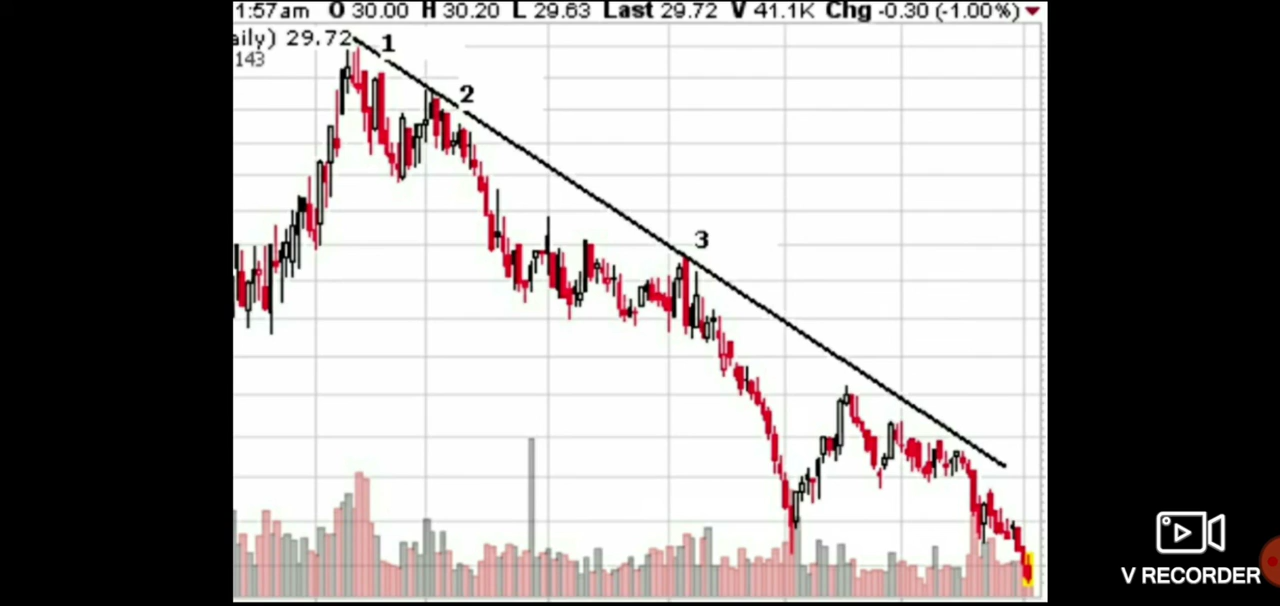 1:57am O 30.00 H 30.20 L 29.63 Last 29.72 V 41.1K Chg -0.30 (-1.00%)
aily) 29.72
143
1
2
3
V RECORDER